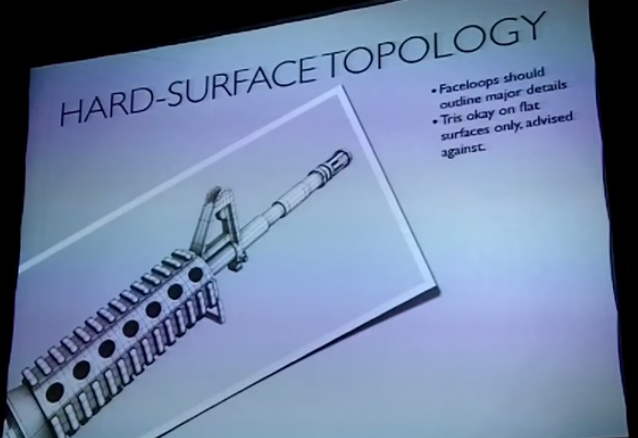 HARD-SURFACE TOPOLOGY
• Faceloops should
outline major details
• Tris okay on flat
surfaces only, advised
against.